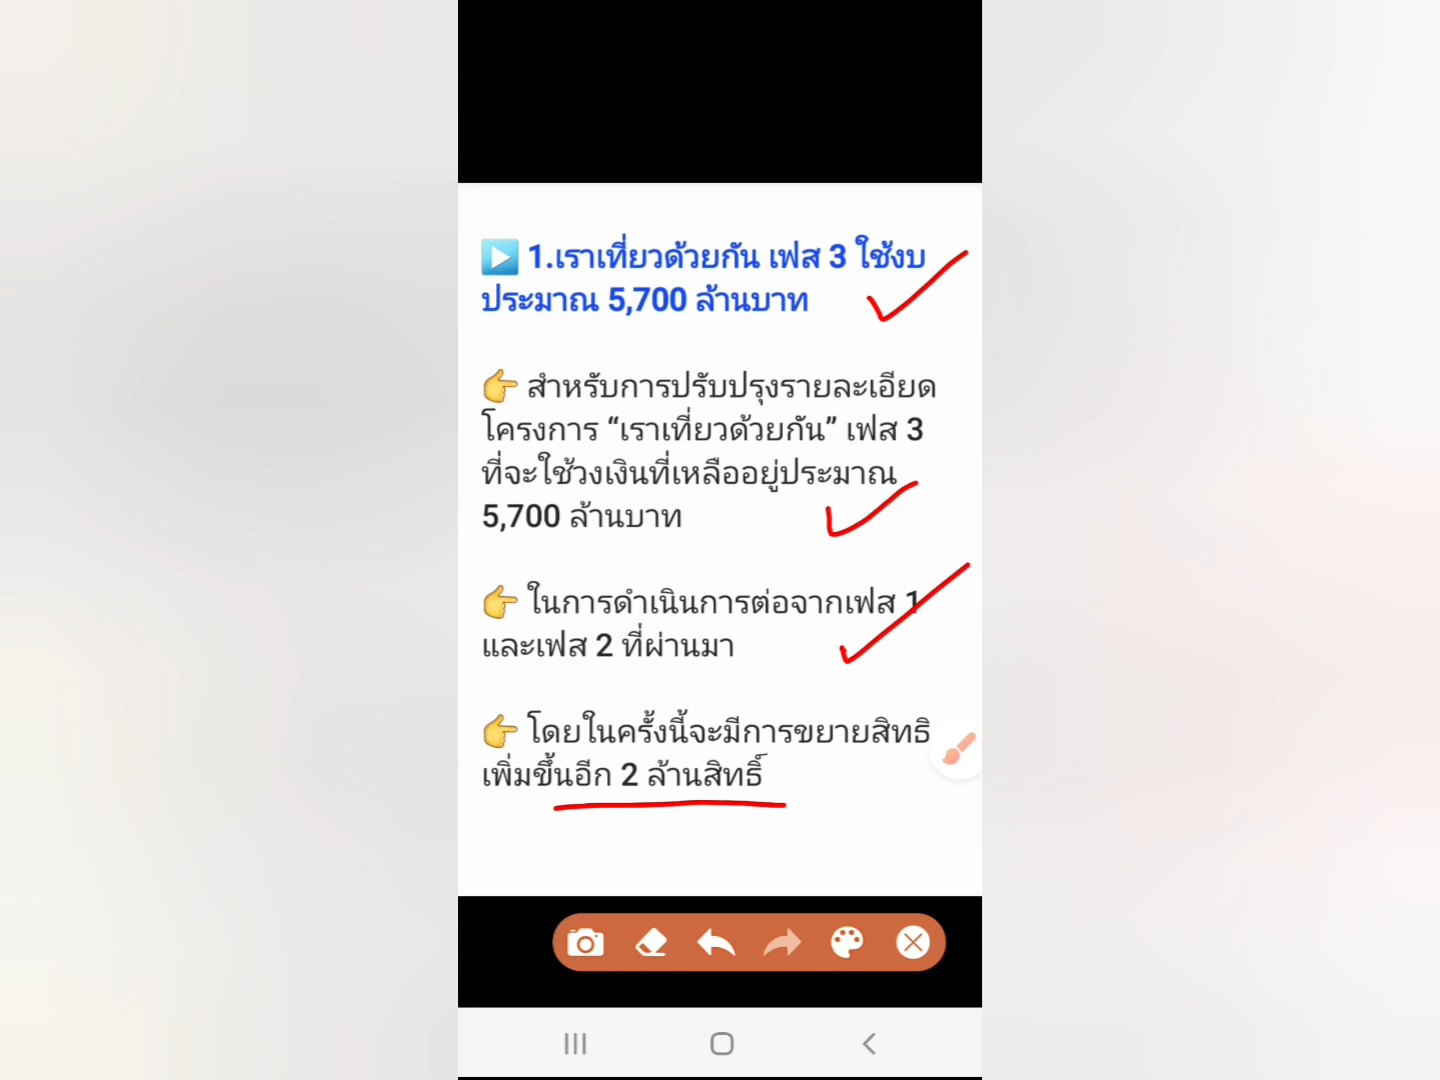 1.เราเที่ยวด้วยกัน เฟส 3 ใช้งบ
ประมาณ 5,700 ล้านบาท
สำหรับการปรับปรุงรายละเอียด
โครงการ “เราเที่ยวด้วยกัน” เฟส 3
ที่จะใช้วงเงินที่เหลืออยู่ประมาณ
5,700 ล้านบาท
ในการดำเนินการต่อจากเฟส 1
และเฟส 2 ที่ผ่านมา
โดยในครั้งนี้จะมีการขยายสิทธิ
เพิ่มขึ้นอีก 2 ล้านสิทธิ์